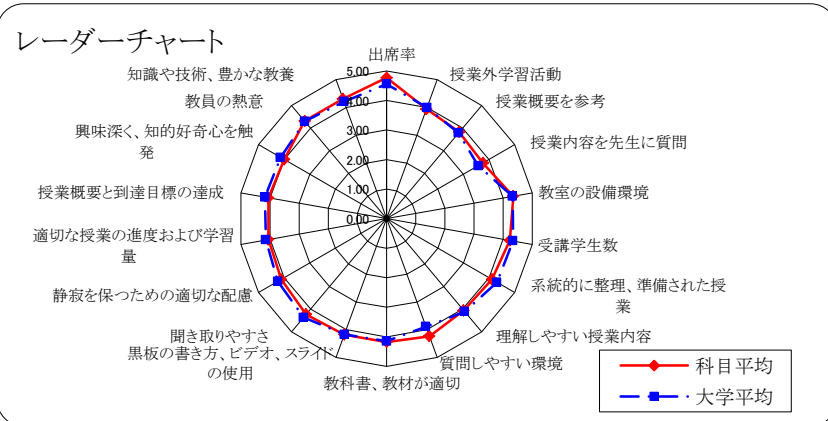 レーダーチャート
出席率
授業外学習活動
授業概要を参考
授業内容を先生に質問
教室の設備環境
受講学生数
系統的に整理、準備された授
業
理解しやすい授業内容
質問しやすい環境
教科書、教材が適切
黒板の書き方、ビデオ、スライド
の使用
聞き取りやすさ
静寂を保つための適切な配慮
適切な授業の進度および学習
量
授業概要と到達目標の達成
興味深く、知的好奇心を触
発
教員の熱意
知識や技術、豊かな教養
5.00
4.00
3.00
2.00
1.00
0.00
科目平均
大学平均